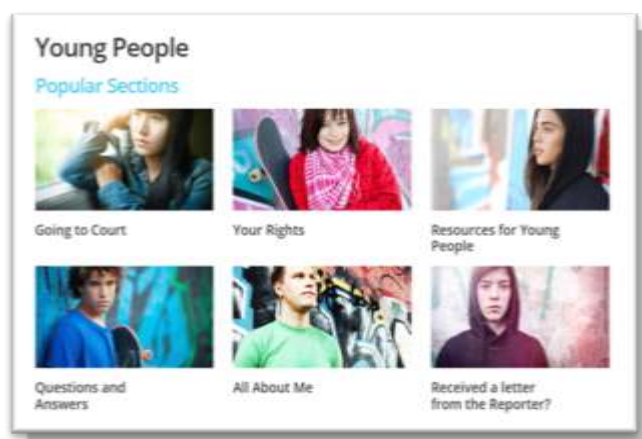 Young People
Popular Sections
Going to Court
Your Rights
Resources for Young
People
Questions and
Answers
All About Me
Received a letter
from the Reporter?